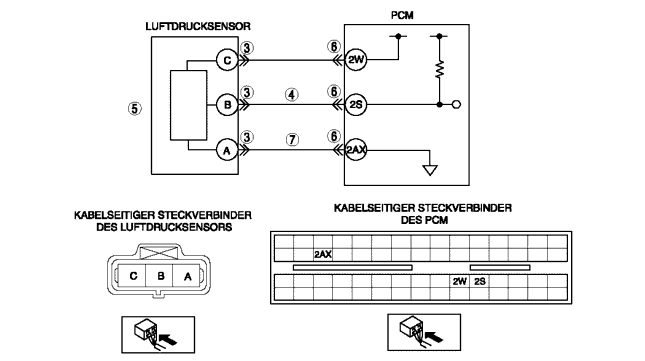 LUFTDRUCKSENSOR
PCM
C
3
6
2W
5
B
3
4
6
2S
A
3
7
6
2AX
KABELSEITIGER STECKVERBINDER
DES LUFTDRUCKSENSORS
C B A
KABELSEITIGER STECKVERBINDER
DES PCM
2AX
2W 2S